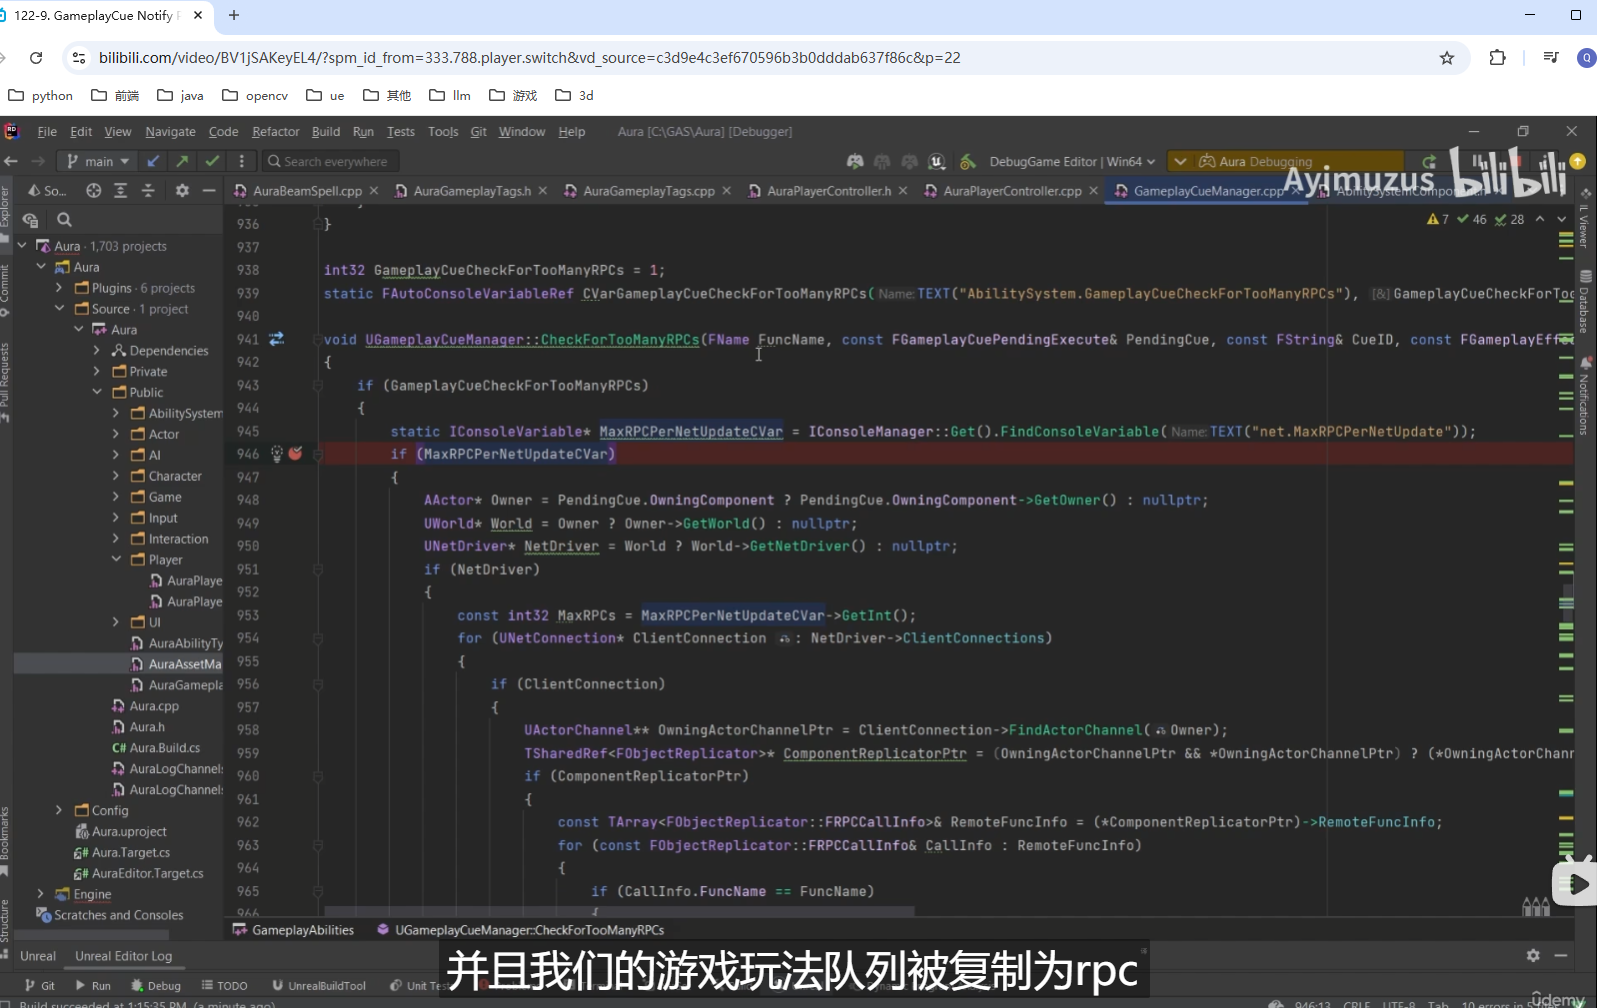 122-9. GameplayCue Notify
bilibili.com/video/BV1jSAKeyEL4/?spm_id_from=333.788.player.switch&vd_source=c3d9e4c3ef670596b3b0dddab637f86c&p=22
Q
python 前端 java opencv ue 其他 llm 游戏 3d
File Edit View Navigate Code Refactor Build Run Tests Tools Git Window Help Aura [C:\GAS\Aura] [Debugger]
main Search everywhere DebugGame Editor | Win64 Aura Debugging
Ayimuzus bilibili
So... AuraBeamSpell.cpp AuraGameplayTags.h AuraGameplayTags.cpp AuraPlayerController.h AuraPlayerController.cpp GameplayCueManager.cpp
7 46 28
Explorer
Commit
Pull Requests
Bookmarks
Structure
IL Viewer
Database
Notifications
Aura · 1,703 projects
Aura
Plugins · 6 projects
Source · 1 project
Aura
Dependencies
Private
Public
AbilitySystem
Actor
AI
Character
Game
Input
Interaction
Player
AuraPlaye
AuraPlaye
UI
AuraAbilityTy
AuraAssetMa
AuraGamepla
Aura.cpp
Aura.h
Aura.Build.cs
AuraLogChannel
AuraLogChannel
Config
Aura.uproject
Aura.Target.cs
AuraEditor.Target.cs
Engine
Scratches and Consoles
936 }
937
938 int32 GameplayCueCheckForTooManyRPCs = 1;
939 static FAutoConsoleVariableRef CVarGameplayCueCheckForTooManyRPCs(Name:TEXT("AbilitySystem.GameplayCueCheckForTooManyRPCs"), [&]GameplayCueCheckForToo
940
941 void UGameplayCueManager::CheckForTooManyRPCs(FName FuncName, const FGameplayCuePendingExecute& PendingCue, const FString& CueID, const FGameplayEffe
942 {
943 if (GameplayCueCheckForTooManyRPCs)
944 {
945 static IConsoleVariable* MaxRPCPerNetUpdateCVar = IConsoleManager::Get().FindConsoleVariable(Name:TEXT("net.MaxRPCPerNetUpdate"));
946 if (MaxRPCPerNetUpdateCVar)
947 {
948 AActor* Owner = PendingCue.OwningComponent ? PendingCue.OwningComponent->GetOwner() : nullptr;
949 UWorld* World = Owner ? Owner->GetWorld() : nullptr;
950 UNetDriver* NetDriver = World ? World->GetNetDriver() : nullptr;
951 if (NetDriver)
952 {
953 const int32 MaxRPCs = MaxRPCPerNetUpdateCVar->GetInt();
954 for (UNetConnection* ClientConnection : NetDriver->ClientConnections)
955 {
956 if (ClientConnection)
957 {
958 UActorChannel** OwningActorChannelPtr = ClientConnection->FindActorChannel(Owner);
959 TSharedRef<FObjectReplicator>* ComponentReplicatorPtr = (OwningActorChannelPtr && *OwningActorChannelPtr) ? (*OwningActorChann
960 if (ComponentReplicatorPtr)
961 {
962 const TArray<FObjectReplicator::FRPCCallInfo>& RemoteFuncInfo = (*ComponentReplicatorPtr)->RemoteFuncInfo;
963 for (const FObjectReplicator::FRPCCallInfo& CallInfo : RemoteFuncInfo)
964 {
965 if (CallInfo.FuncName == FuncName)
966 {
GameplayAbilities UGameplayCueManager::CheckForTooManyRPCs
Unreal Unreal Editor Log
并且我们的游戏玩法队列被复制为rpc
Git Run Debug TODO UnrealBuildTool Unit Tes
Build succeeded at 1:15:35 PM (a minute ago) 946:13 CRLF UTF-8 Tab 10 errors in
udemy